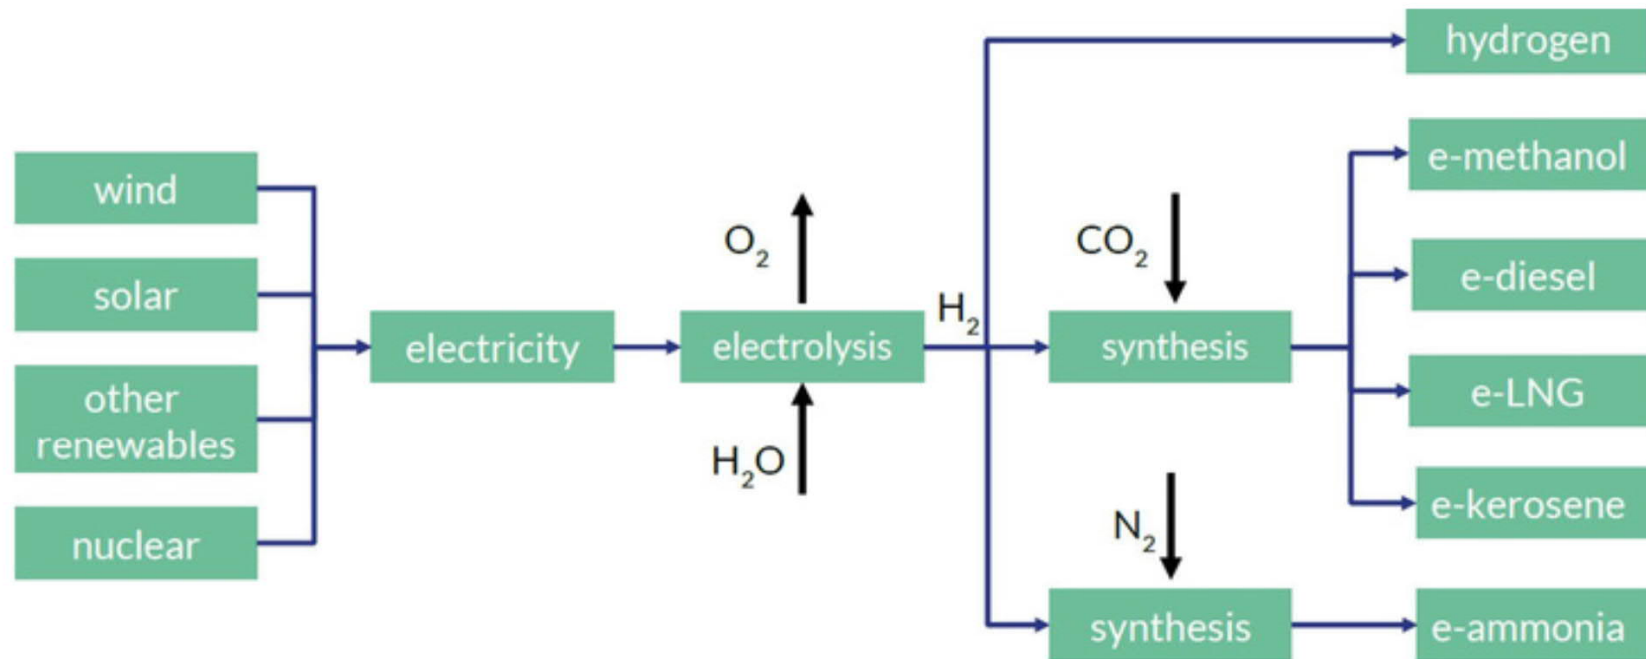 hydrogen
e-methanol
wind
O₂
CO₂
solar
e-diesel
H₂
electricity
electrolysis
synthesis
other
renewables
e-LNG
H₂O
N₂
e-kerosene
nuclear
synthesis
e-ammonia